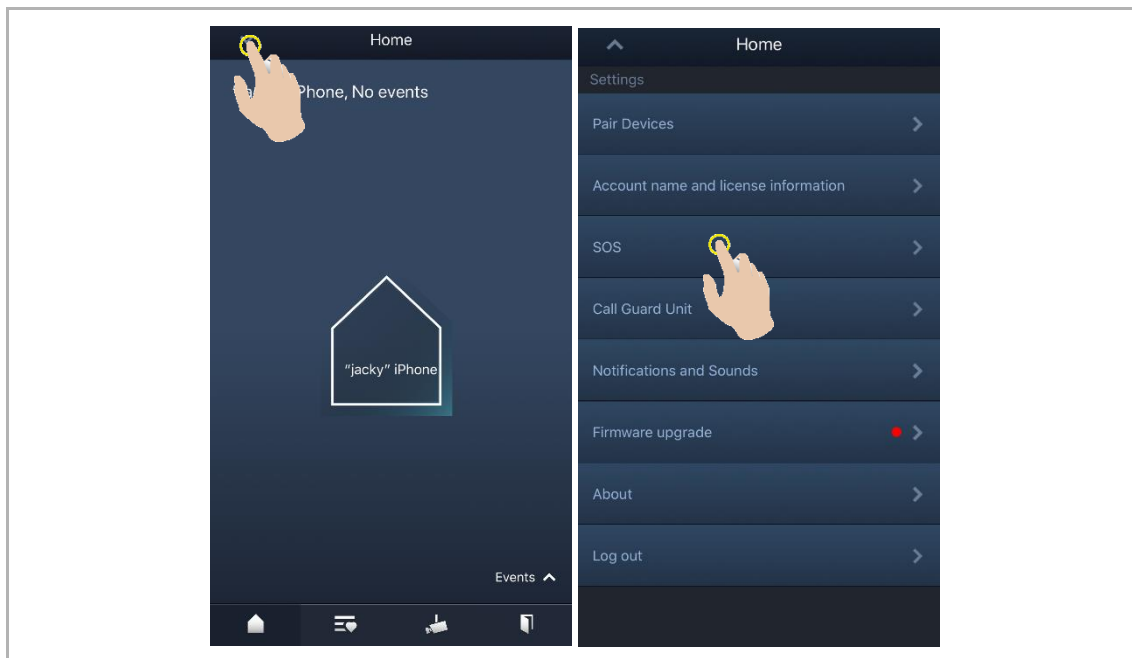 Home
Phone, No events
"jacky" iPhone
Events
Home
Settings
Pair Devices
Account name and license information
SOS
Call Guard Unit
Notifications and Sounds
Firmware upgrade
About
Log out